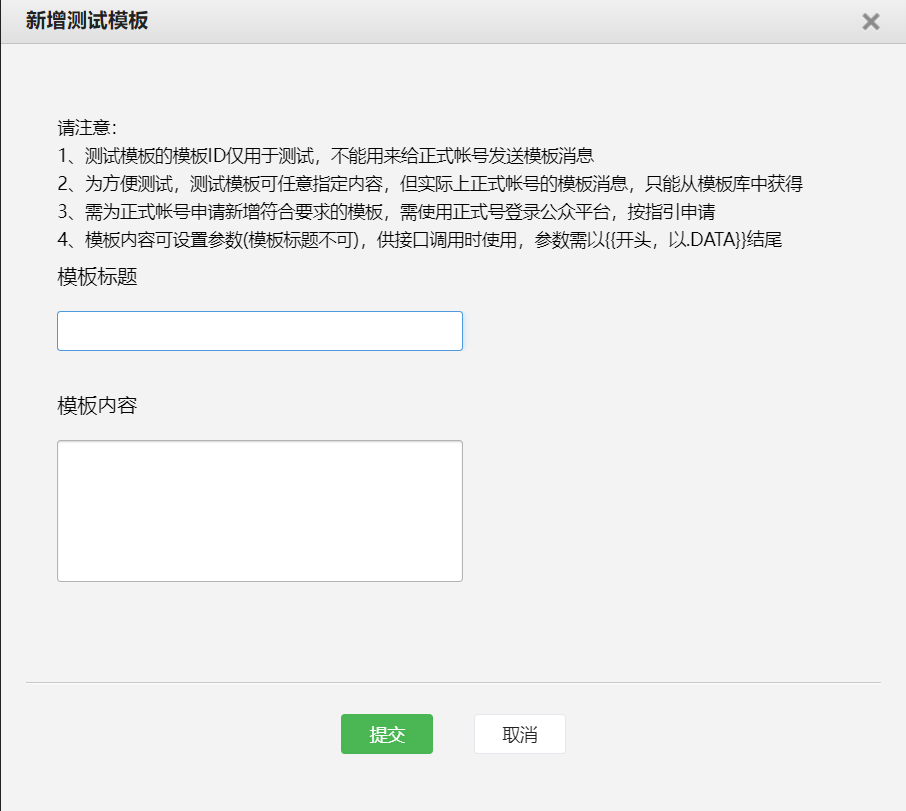 新增测试模板
请注意：
1、测试模板的模板ID仅用于测试，不能用来给正式帐号发送模板消息
2、为方便测试，测试模板可任意指定内容，但实际上正式帐号的模板消息，只能从模板库中获得
3、需为正式帐号申请新增符合要求的模板，需使用正式号登录公众平台，按指引申请
4、模板内容可设置参数(模板标题不可)，供接口调用时使用，参数需以{{开头，以.DATA}}结尾
模板标题
模板内容
提交
取消